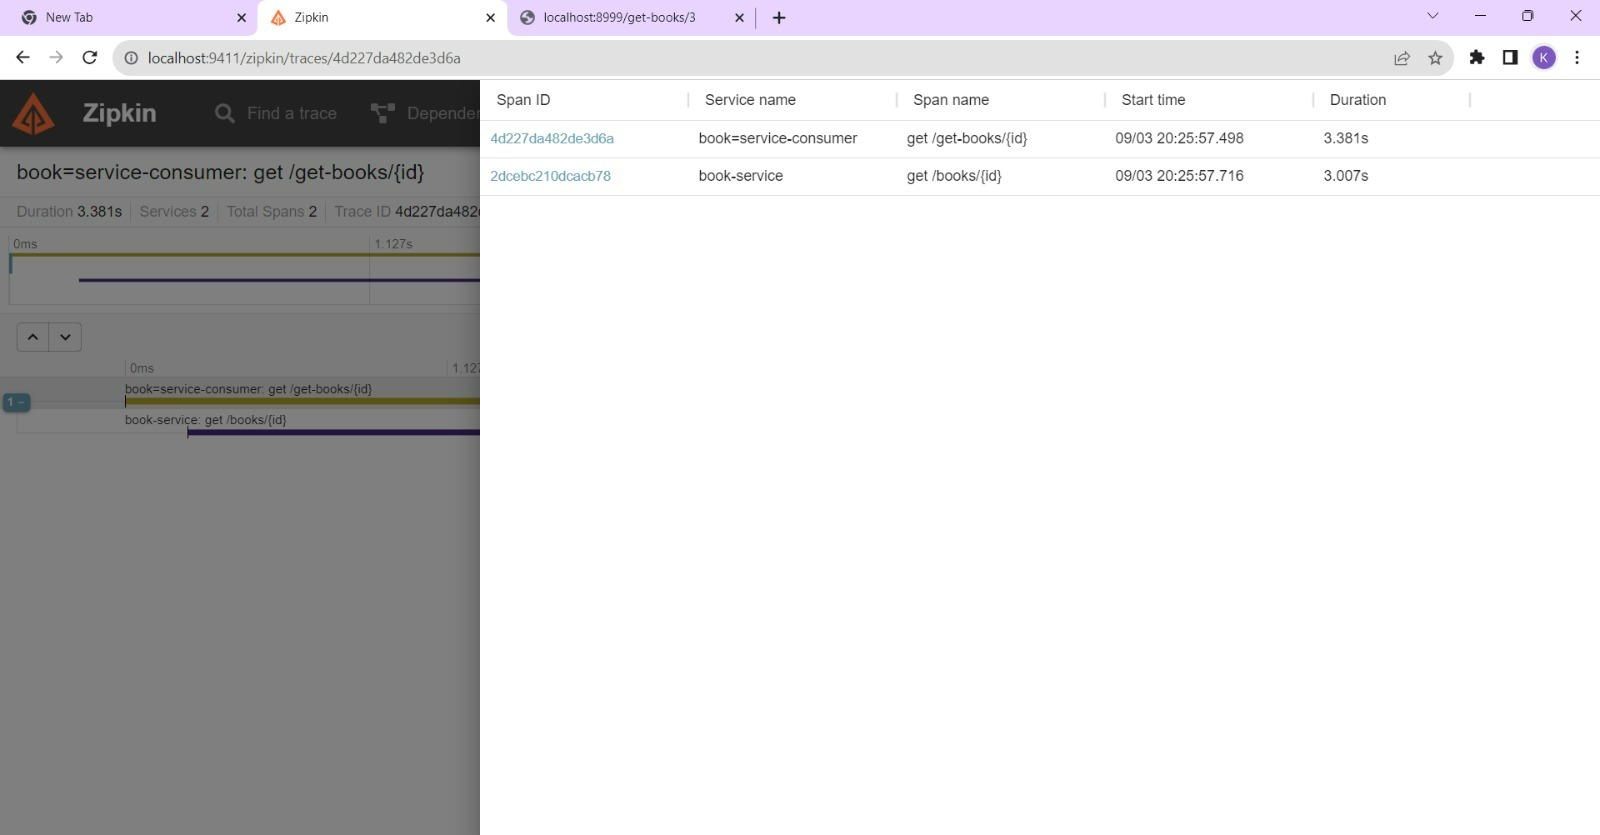 New Tab
Zipkin
localhost:8999/get-books/3
localhost:9411/zipkin/traces/4d227da482de3d6a
K
Zipkin
Find a trace
Depende
book=service-consumer: get /get-books/{id}
Duration 3.381s Services 2 Total Spans 2 Trace ID 4d227da482
0ms 1.127s
0ms 1.127
book=service-consumer: get /get-books/{id}
1 −
book-service: get /books/{id}
Span ID Service name Span name Start time Duration
4d227da482de3d6a book=service-consumer get /get-books/{id} 09/03 20:25:57.498 3.381s
2dcebc210dcacb78 book-service get /books/{id} 09/03 20:25:57.716 3.007s